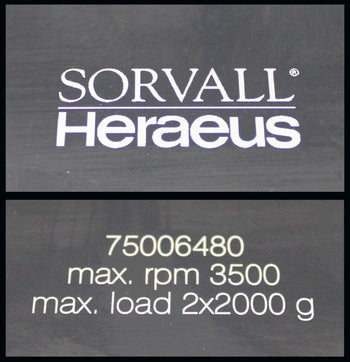 SORVALL®
Heraeus
75006480
max. rpm 3500
max. load 2x2000 g